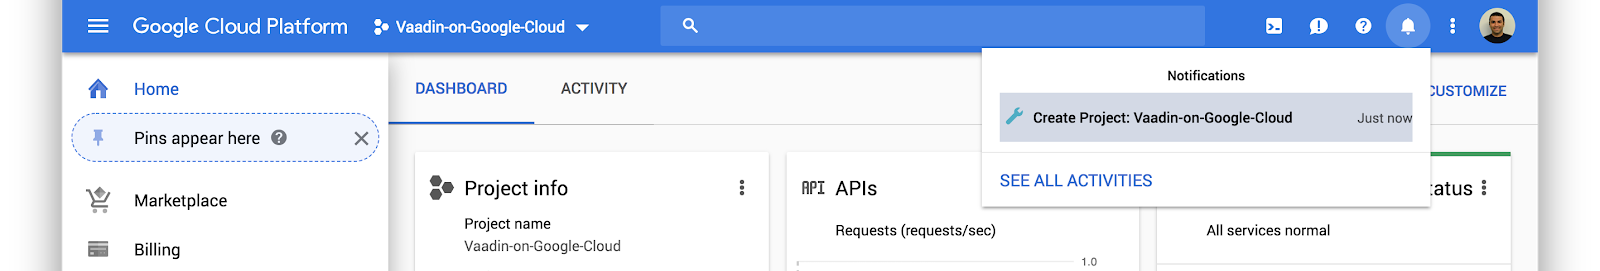 Google Cloud Platform
Vaadin-on-Google-Cloud
Home
Pins appear here
Marketplace
Billing
DASHBOARD
ACTIVITY
CUSTOMIZE
Notifications
Create Project: Vaadin-on-Google-Cloud
Just now
SEE ALL ACTIVITIES
Project info
Project name
Vaadin-on-Google-Cloud
API
APIs
Requests (requests/sec)
1.0
atus
All services normal